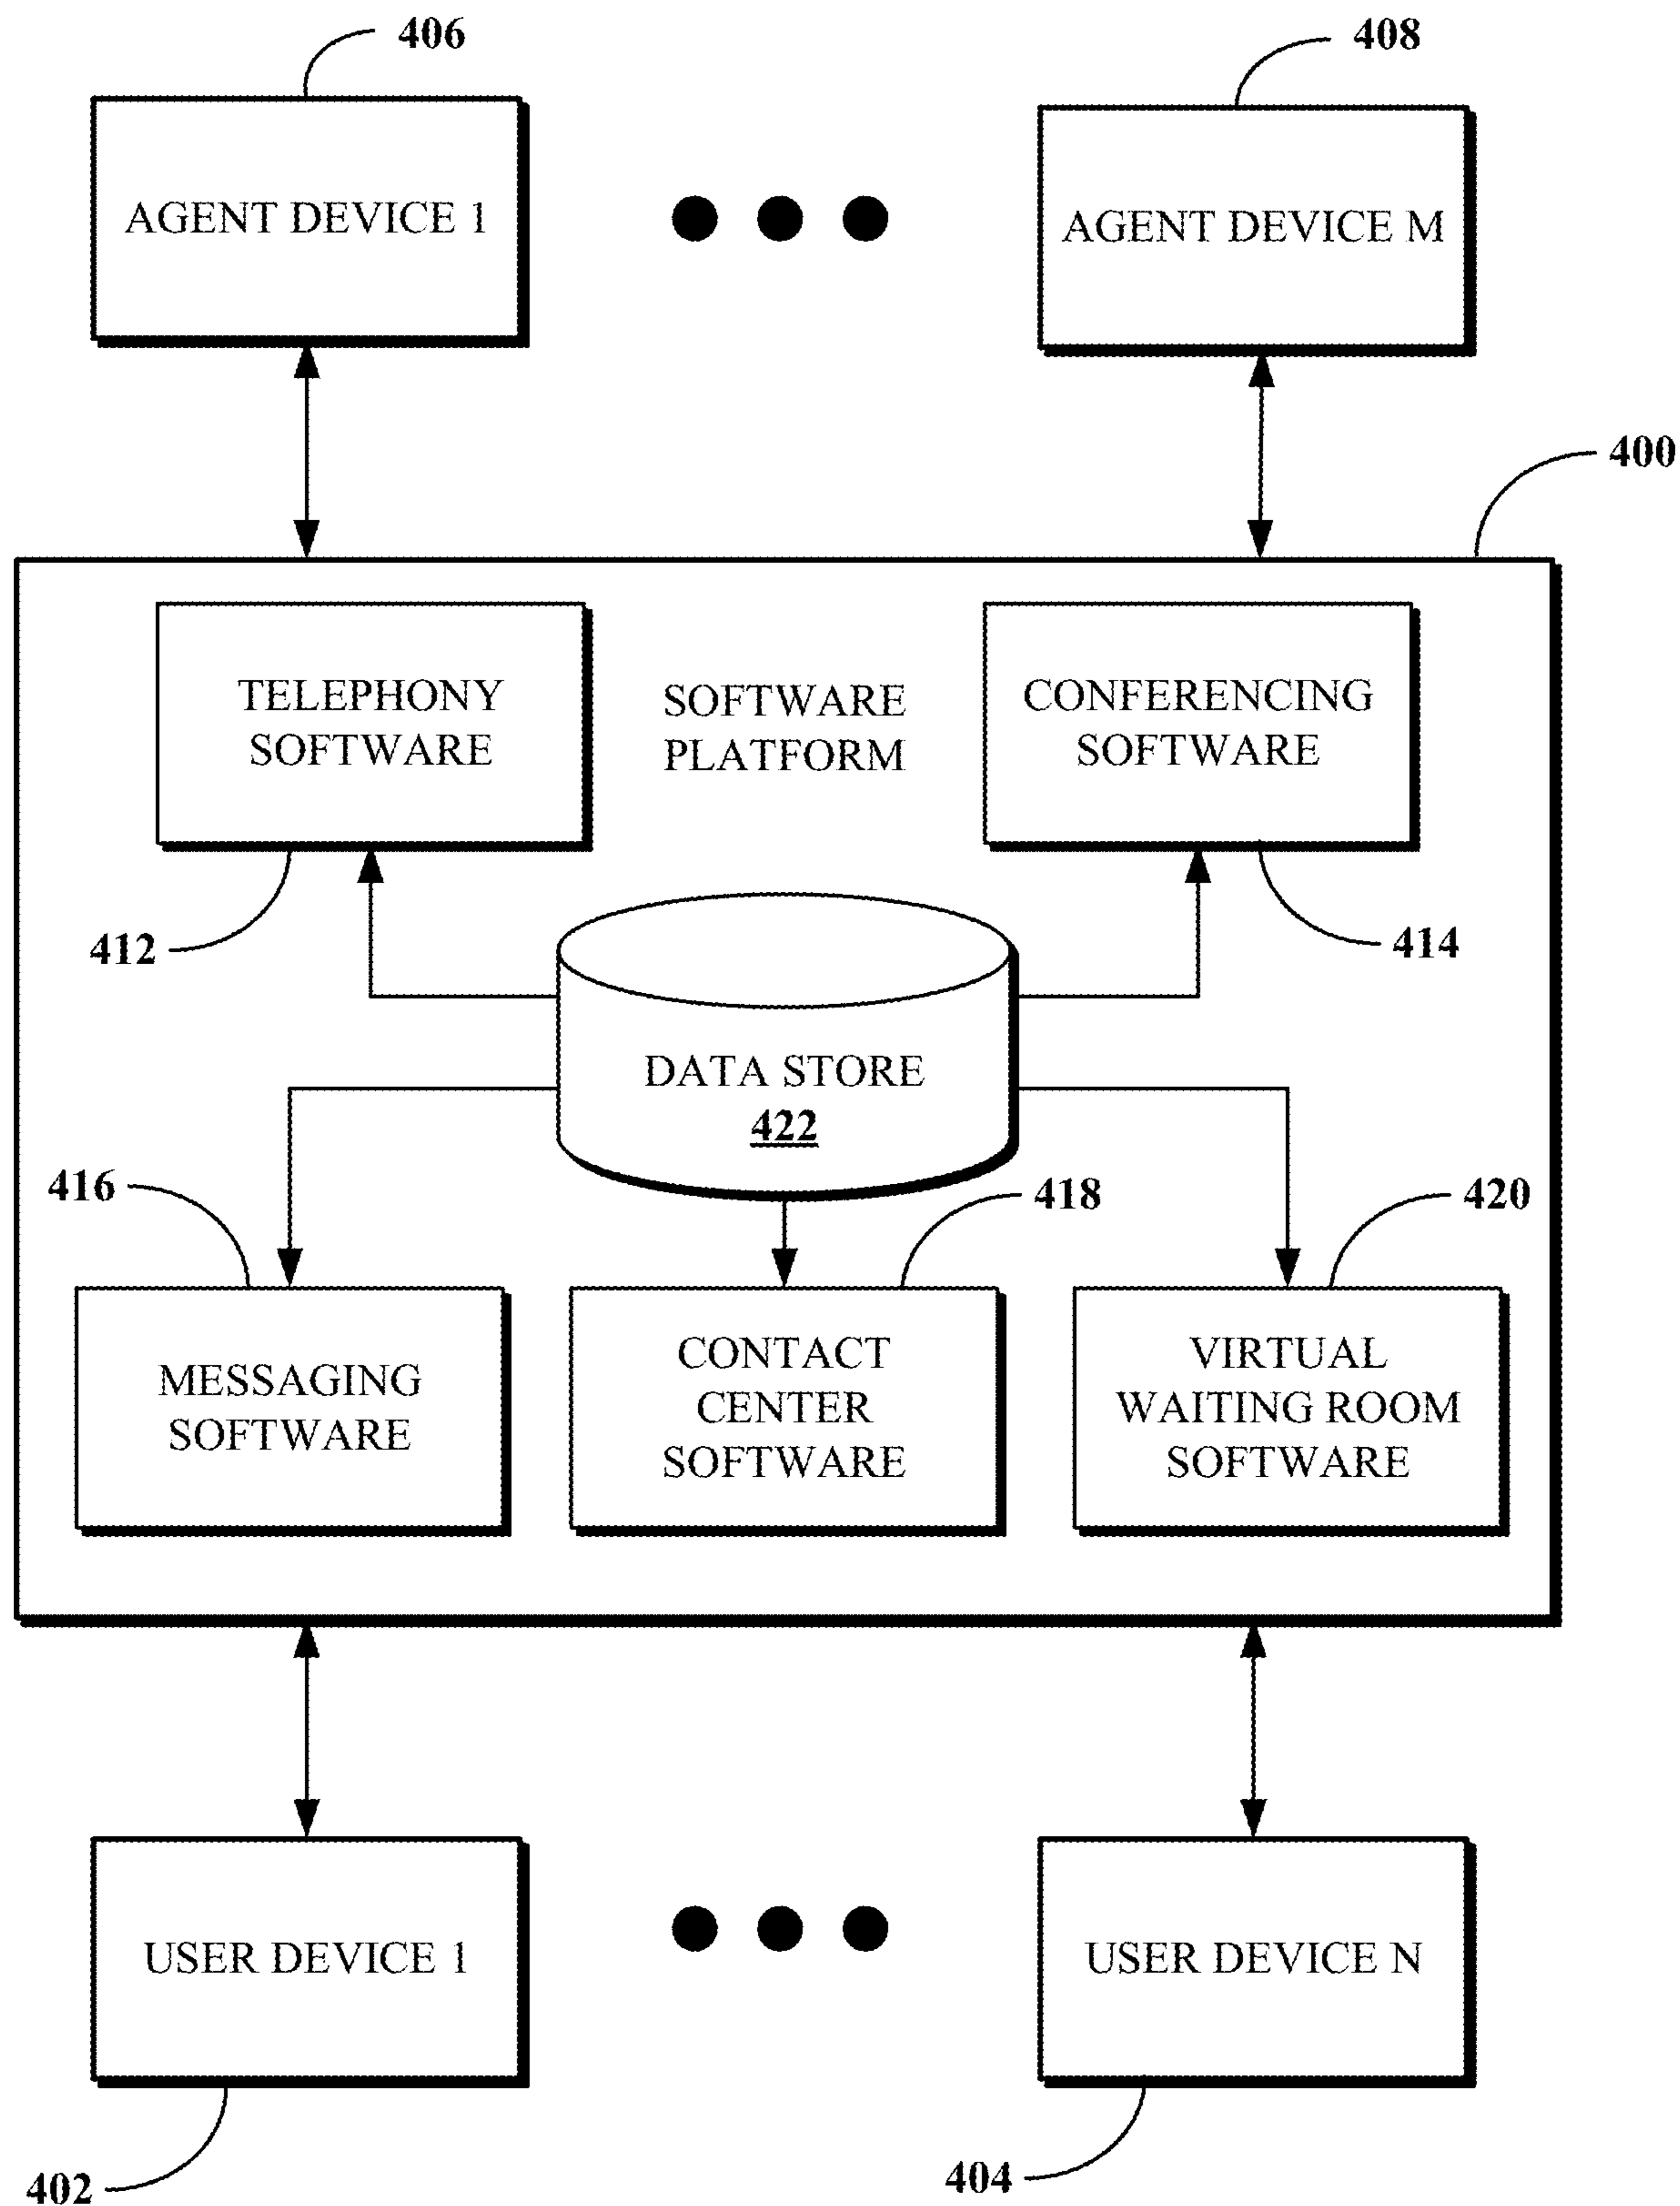 406
408
AGENT DEVICE 1
AGENT DEVICE M
400
TELEPHONY
SOFTWARE
SOFTWARE
PLATFORM
CONFERENCING
SOFTWARE
412
414
DATA STORE
422
416
418
420
MESSAGING
SOFTWARE
CONTACT
CENTER
SOFTWARE
VIRTUAL
WAITING ROOM
SOFTWARE
USER DEVICE 1
USER DEVICE N
402
404